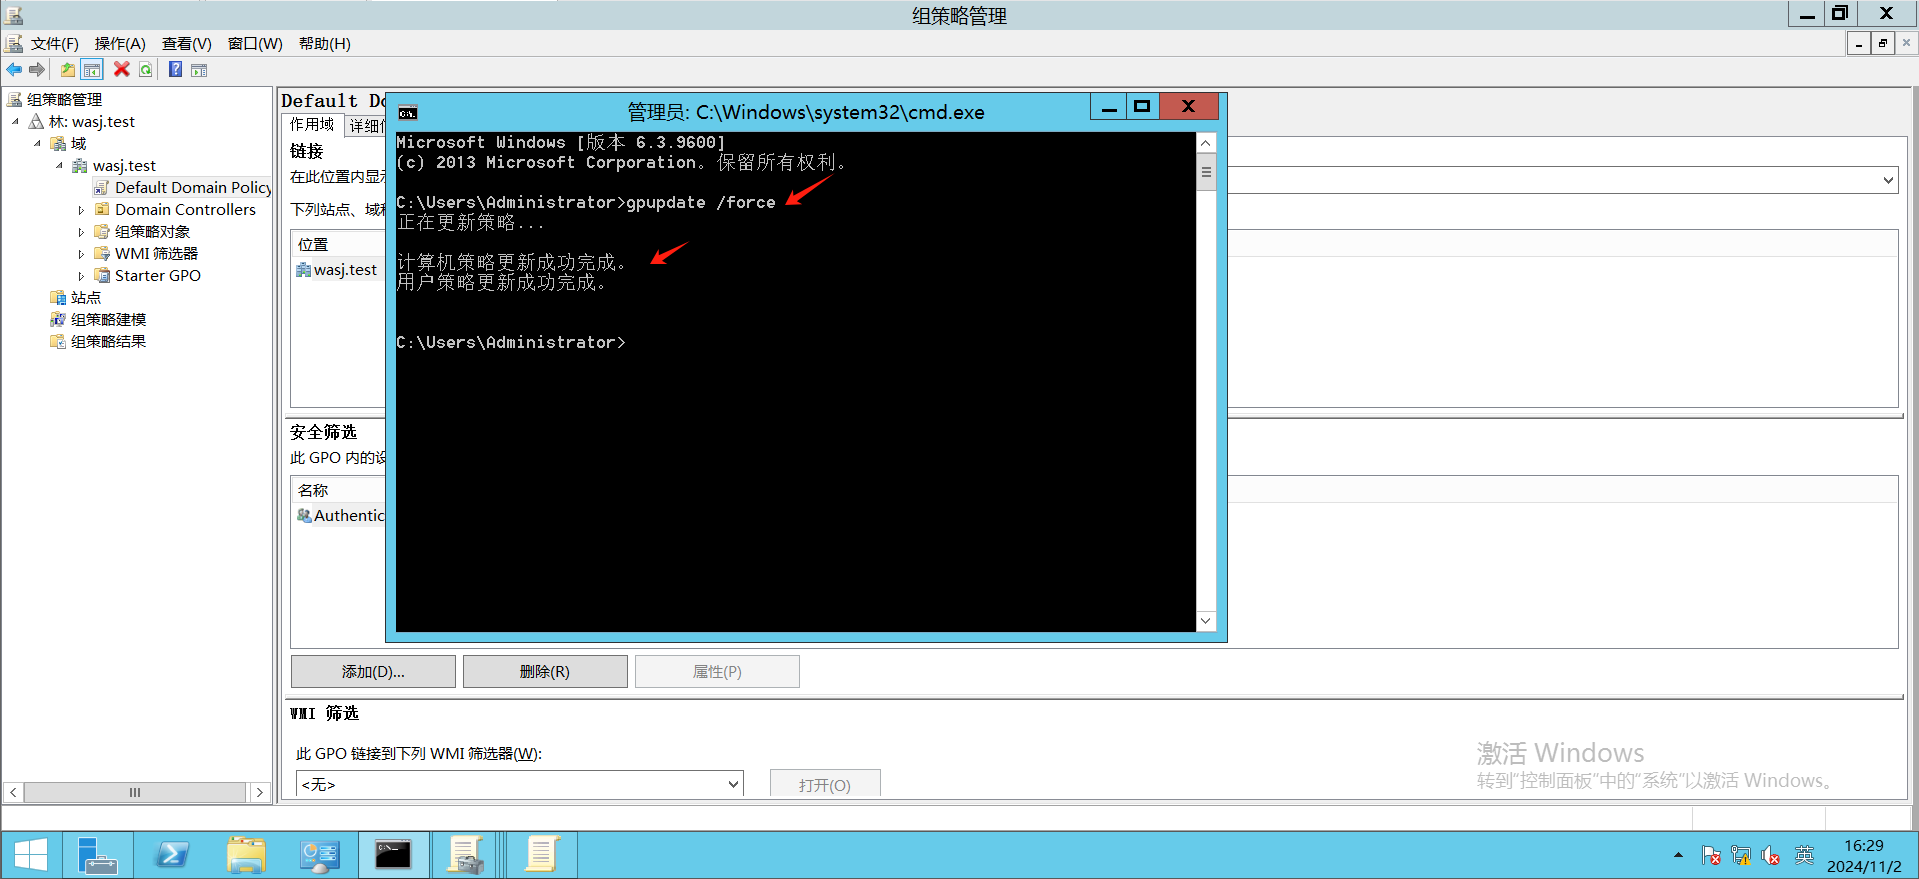 组策略管理
文件(F) 操作(A) 查看(V) 窗口(W) 帮助(H)
组策略管理
林: wasj.test
域
wasj.test
Default Domain Policy
Domain Controllers
组策略对象
WMI 筛选器
Starter GPO
站点
组策略建模
组策略结果
Default Do
作用域 详细
链接
在此位置内显
下列站点、域
位置
wasj.test
安全筛选
此 GPO 内的设
名称
Authentic
添加(D)... 删除(R) 属性(P)
WMI 筛选
此 GPO 链接到下列 WMI 筛选器(W):
<无> 打开(O)
管理员: C:\Windows\system32\cmd.exe
Microsoft Windows [版本 6.3.9600]
(c) 2013 Microsoft Corporation。保留所有权利。
C:\Users\Administrator>gpupdate /force
正在更新策略...
计算机策略更新成功完成。
用户策略更新成功完成。
C:\Users\Administrator>
激活 Windows
转到“控制面板”中的“系统”以激活 Windows。
英
16:29
2024/11/2